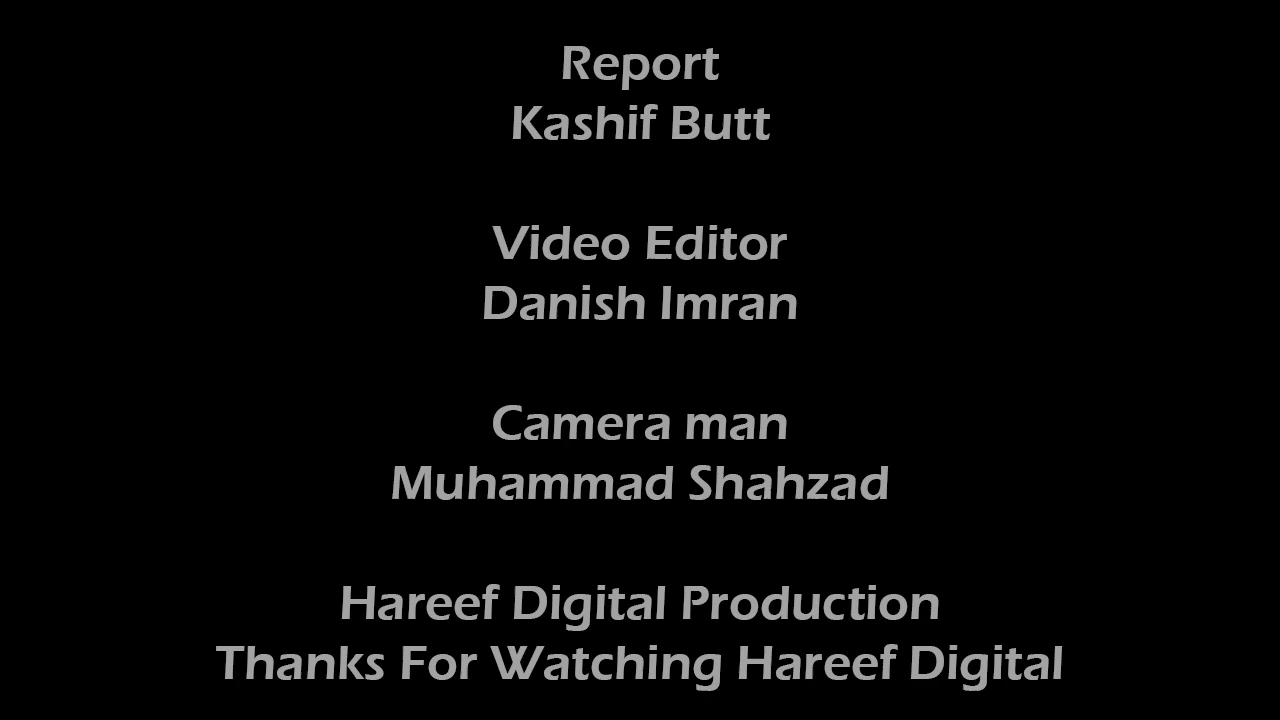 Report
Kashif Butt
Video Editor
Danish Imran
Camera man
Muhammad Shahzad
Hareef Digital Production
Thanks For Watching Hareef Digital